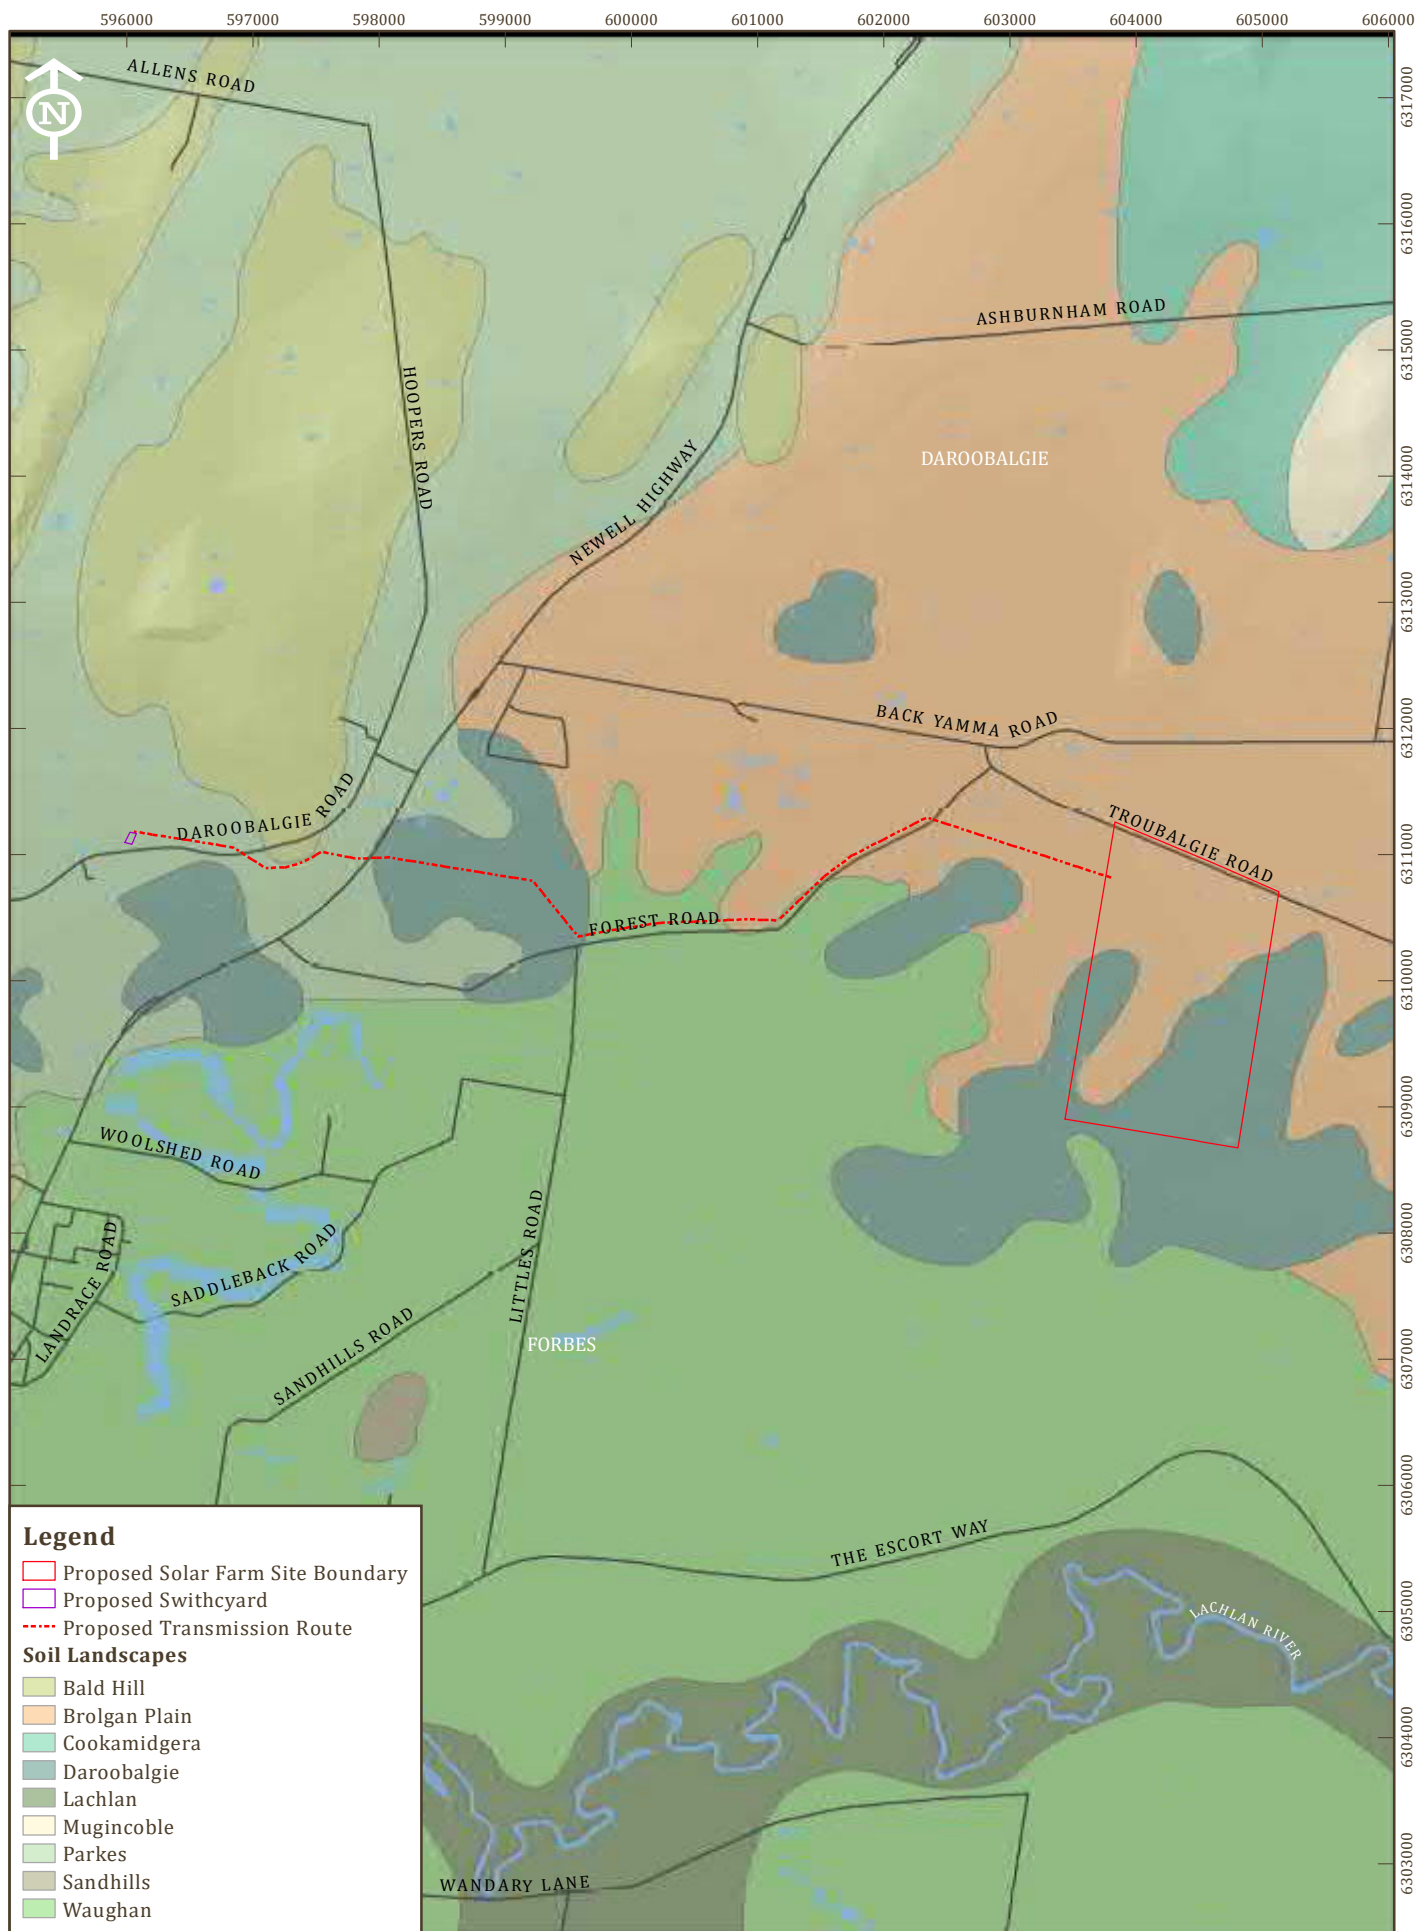 596000 597000 598000 599000 600000 601000 602000 603000 604000 605000 606000
6317000
6316000
6315000
6314000
6313000
6312000
6311000
6310000
6309000
6308000
6307000
6306000
6305000
6304000
6303000
N
ALLENS ROAD
HOOPERS ROAD
ASHBURNHAM ROAD
NEWELL HIGHWAY
DAROOBALGIE
BACK YAMMA ROAD
DAROOBALGIE ROAD
TROUBALGIE ROAD
FOREST ROAD
WOOLSHED ROAD
LANDRACE ROAD
SADDLEBACK ROAD
LITTLES ROAD
SANDHILLS ROAD
FORBES
THE ESCORT WAY
LACHLAN RIVER
WANDARY LANE
Legend
Proposed Solar Farm Site Boundary
Proposed Swithcyard
Proposed Transmission Route
Soil Landscapes
Bald Hill
Brolgan Plain
Cookamidgera
Daroobalgie
Lachlan
Mugincoble
Parkes
Sandhills
Waughan